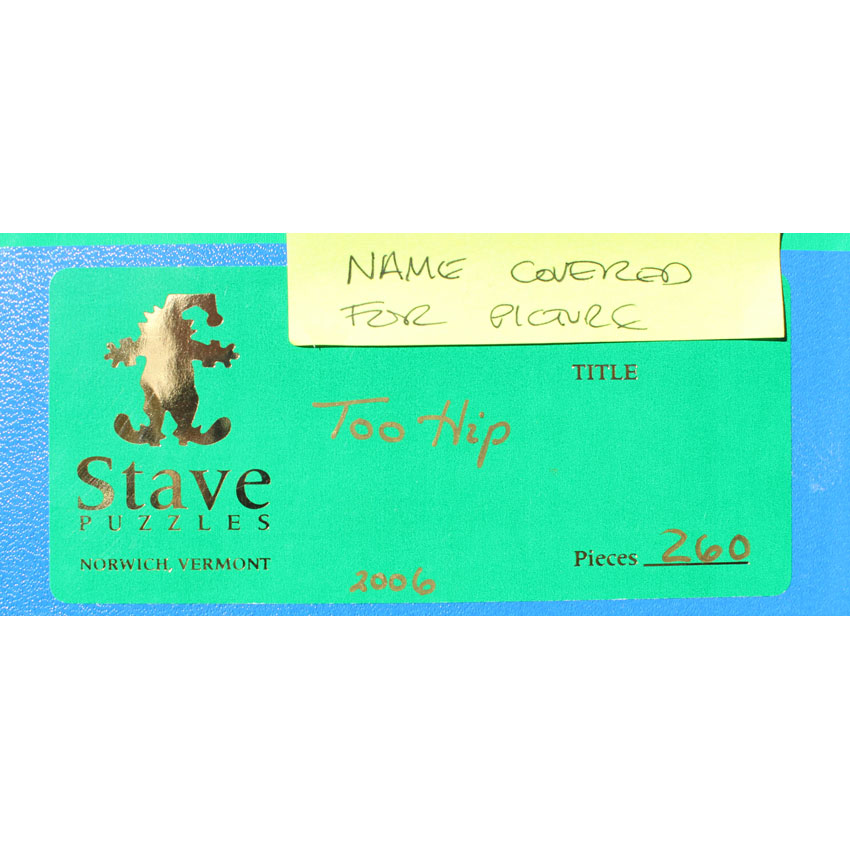 NAME COVERED
FOR PICTURE
TITLE
Too Hip
Stave
PUZZLES
NORWICH, VERMONT
Pieces 260
2006